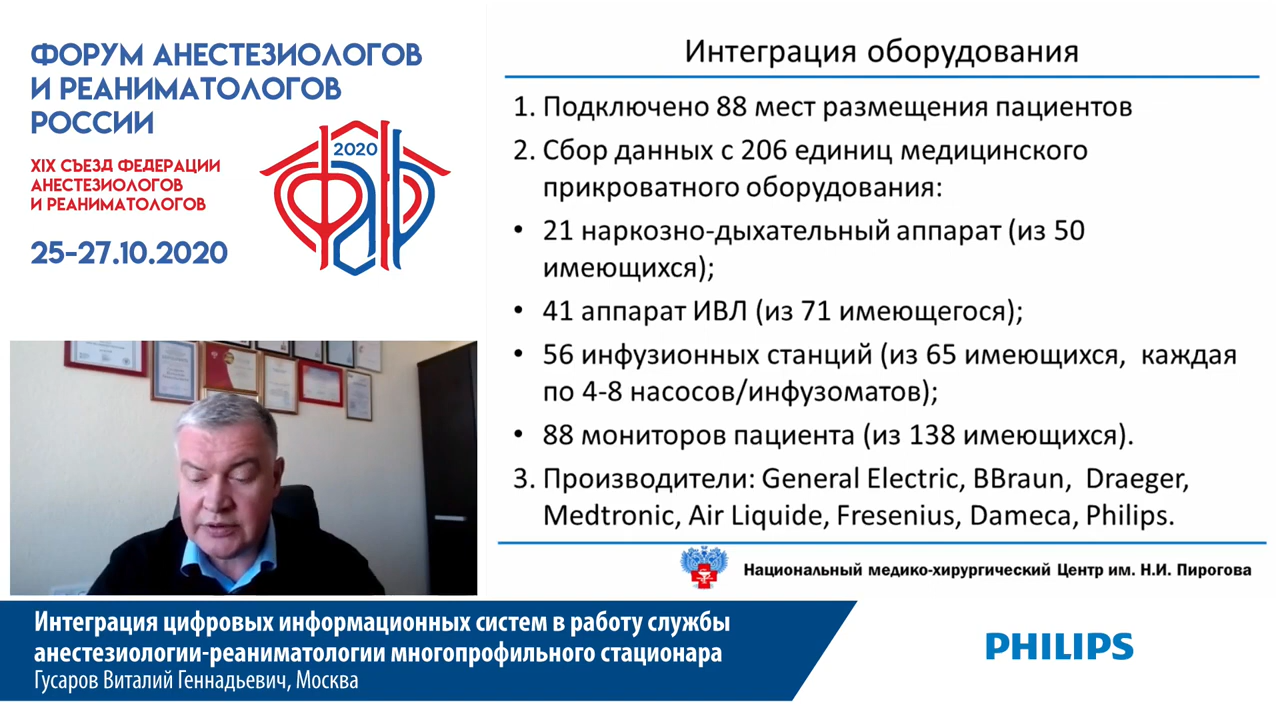 ФОРУМ АНЕСТЕЗИОЛОГОВ
И РЕАНИМАТОЛОГОВ
РОССИИ
XIX СЪЕЗД ФЕДЕРАЦИИ
АНЕСТЕЗИОЛОГОВ
И РЕАНИМАТОЛОГОВ
25-27.10.2020
2020
ФАР
Интеграция оборудования
1. Подключено 88 мест размещения пациентов
2. Сбор данных с 206 единиц медицинского
прикроватного оборудования:
• 21 наркозно-дыхательный аппарат (из 50
имеющихся);
• 41 аппарат ИВЛ (из 71 имеющегося);
• 56 инфузионных станций (из 65 имеющихся, каждая
по 4-8 насосов/инфузоматов);
• 88 мониторов пациента (из 138 имеющихся).
3. Производители: General Electric, BBraun, Draeger,
Medtronic, Air Liquide, Fresenius, Dameca, Philips.
Национальный медико-хирургический Центр им. Н.И. Пирогова
Интеграция цифровых информационных систем в работу службы
анестезиологии-реаниматологии многопрофильного стационара
Гусаров Виталий Геннадьевич, Москва
PHILIPS